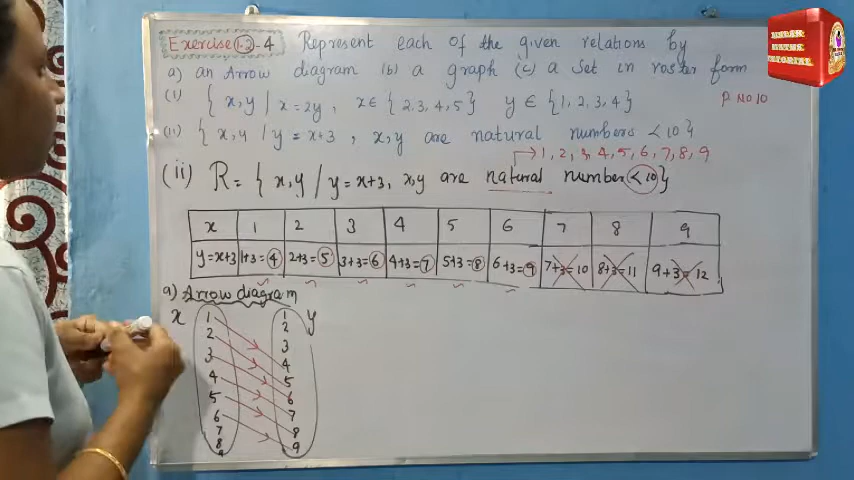 Exercise 1.2-4 Represent each of the given relations by
a) an Arrow diagram (b) a graph (c) a set in roster form
(i) { x,y / x=2y, x∈ {2,3,4,5} y∈ {1,2,3,4}
P.No 10
(ii) { x,y / y=x+3, x,y are natural numbers <10}
→1, 2, 3, 4, 5, 6, 7, 8, 9
(ii) R= { x,y / y=x+3, x,y are natural number <10}
x 1 2 3 4 5 6 7 8 9
y=x+3 1+3=4 2+3=5 3+3=6 4+3=7 5+3=8 6+3=9 7+3=10 8+3=11 9+3=12
a) Arrow diagram
x y
1 1
2 2
3 3
4 4
5 5
6 6
7 7
8 8
9 9
MATHS
TUTORIAL